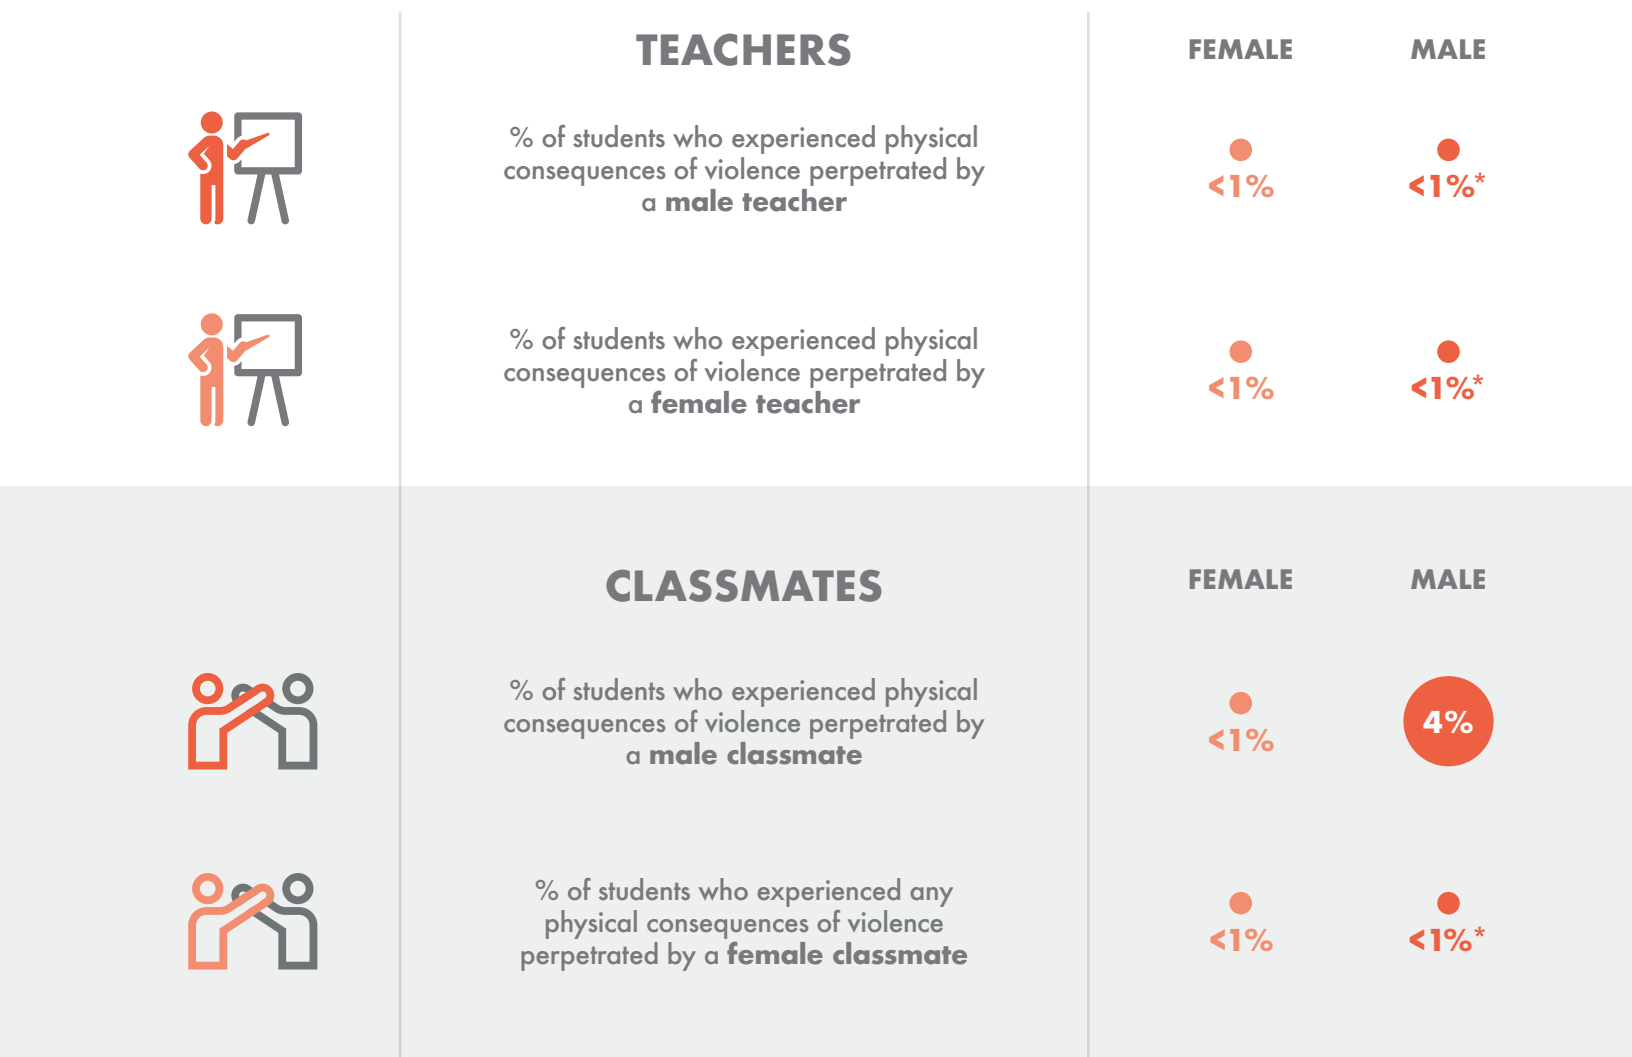 TEACHERS
FEMALE
MALE
% of students who experienced physical
consequences of violence perpetrated by
a male teacher
<1%
<1%*
% of students who experienced physical
consequences of violence perpetrated by
a female teacher
<1%
<1%*
CLASSMATES
FEMALE
MALE
% of students who experienced physical
consequences of violence perpetrated by
a male classmate
<1%
4%
% of students who experienced any
physical consequences of violence
perpetrated by a female classmate
<1%
<1%*